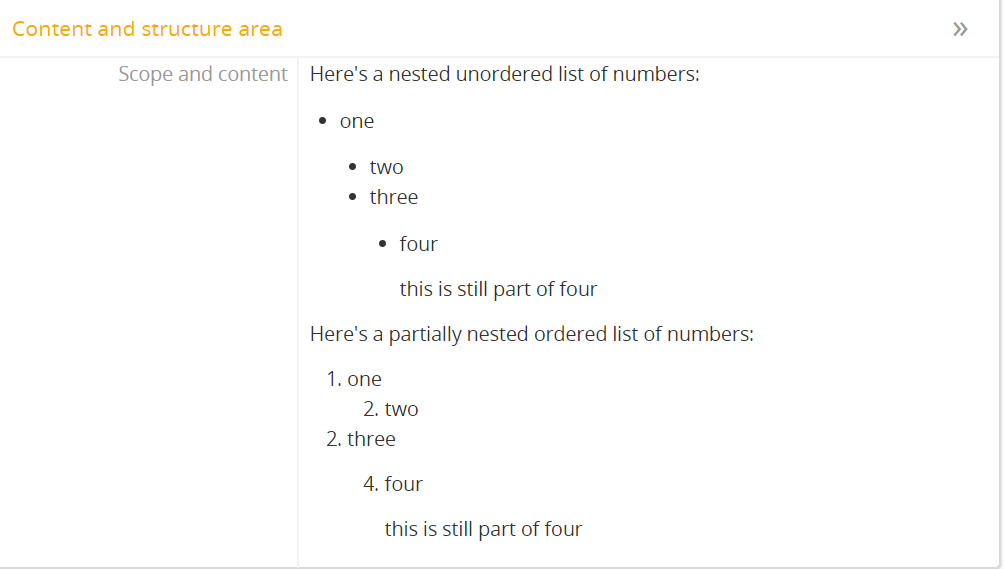 Content and structure area »
Scope and content Here's a nested unordered list of numbers:
• one
• two
• three
• four
this is still part of four
Here's a partially nested ordered list of numbers:
1. one
2. two
2. three
4. four
this is still part of four